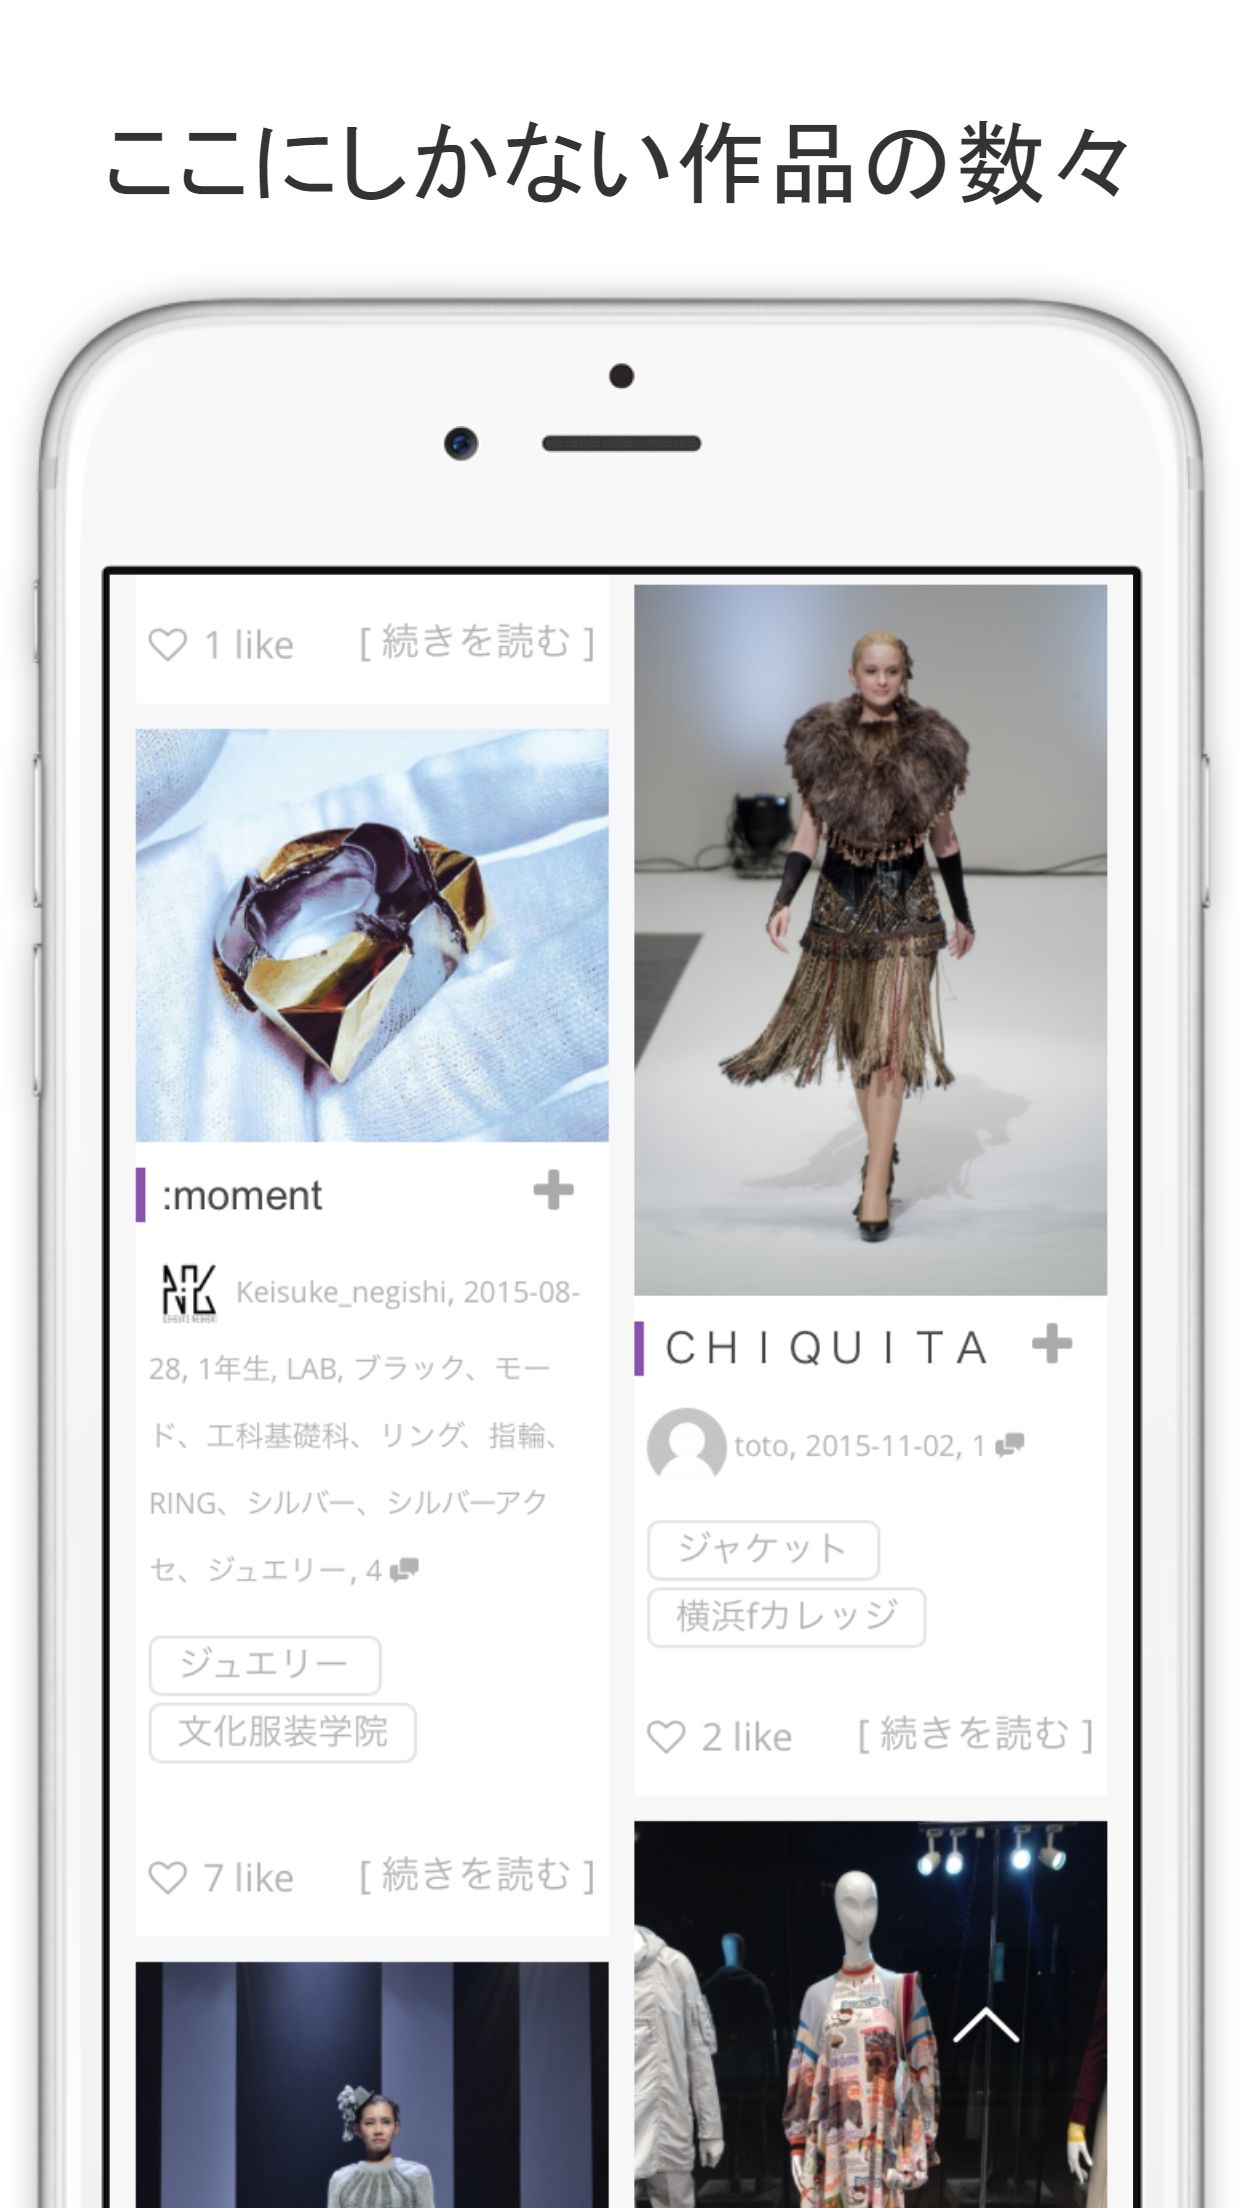 ここにしかない作品の数々
1 like [ 続きを読む ]
:moment
Keisuke_negishi, 2015-08-
28, 1年生, LAB, ブラック、モー
ド、工科基礎科、リング、指輪、
RING、シルバー、シルバーアク
セ、ジュエリー, 4
ジュエリー
文化服装学院
7 like [ 続きを読む ]
ＣＨＩＱＵＩＴＡ
toto, 2015-11-02, 1
ジャケット
横浜fカレッジ
2 like [ 続きを読む ]